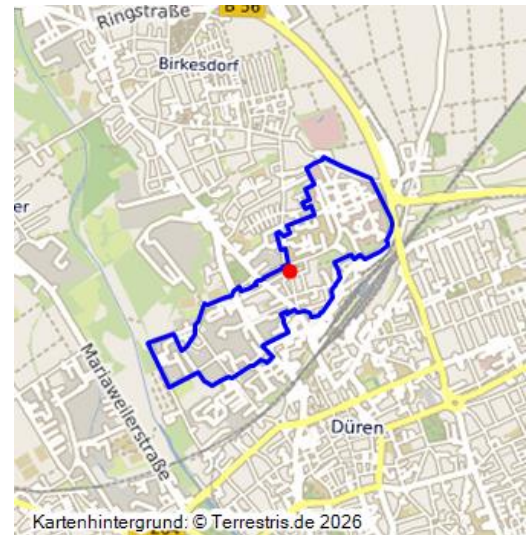 B 56
Ringstraße
Birkesdorf
er
Mariaweilerstraße
Düren
Kartenhintergrund: © Terrestris.de 2026